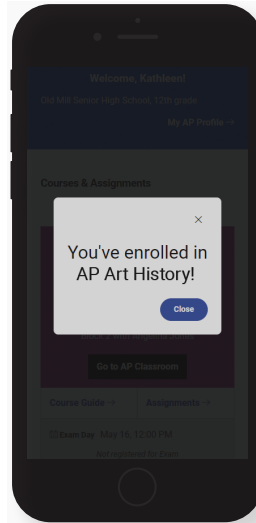 Welcome, Kathleen!
Old Mill Senior High School, 12th grade
My AP Profile →
Courses & Assignments
×
You've enrolled in
AP Art History!
Close
Go to AP Classroom
Course Guide → Assignments →
Exam Day May 16, 12:00 PM
Not registered for Exam